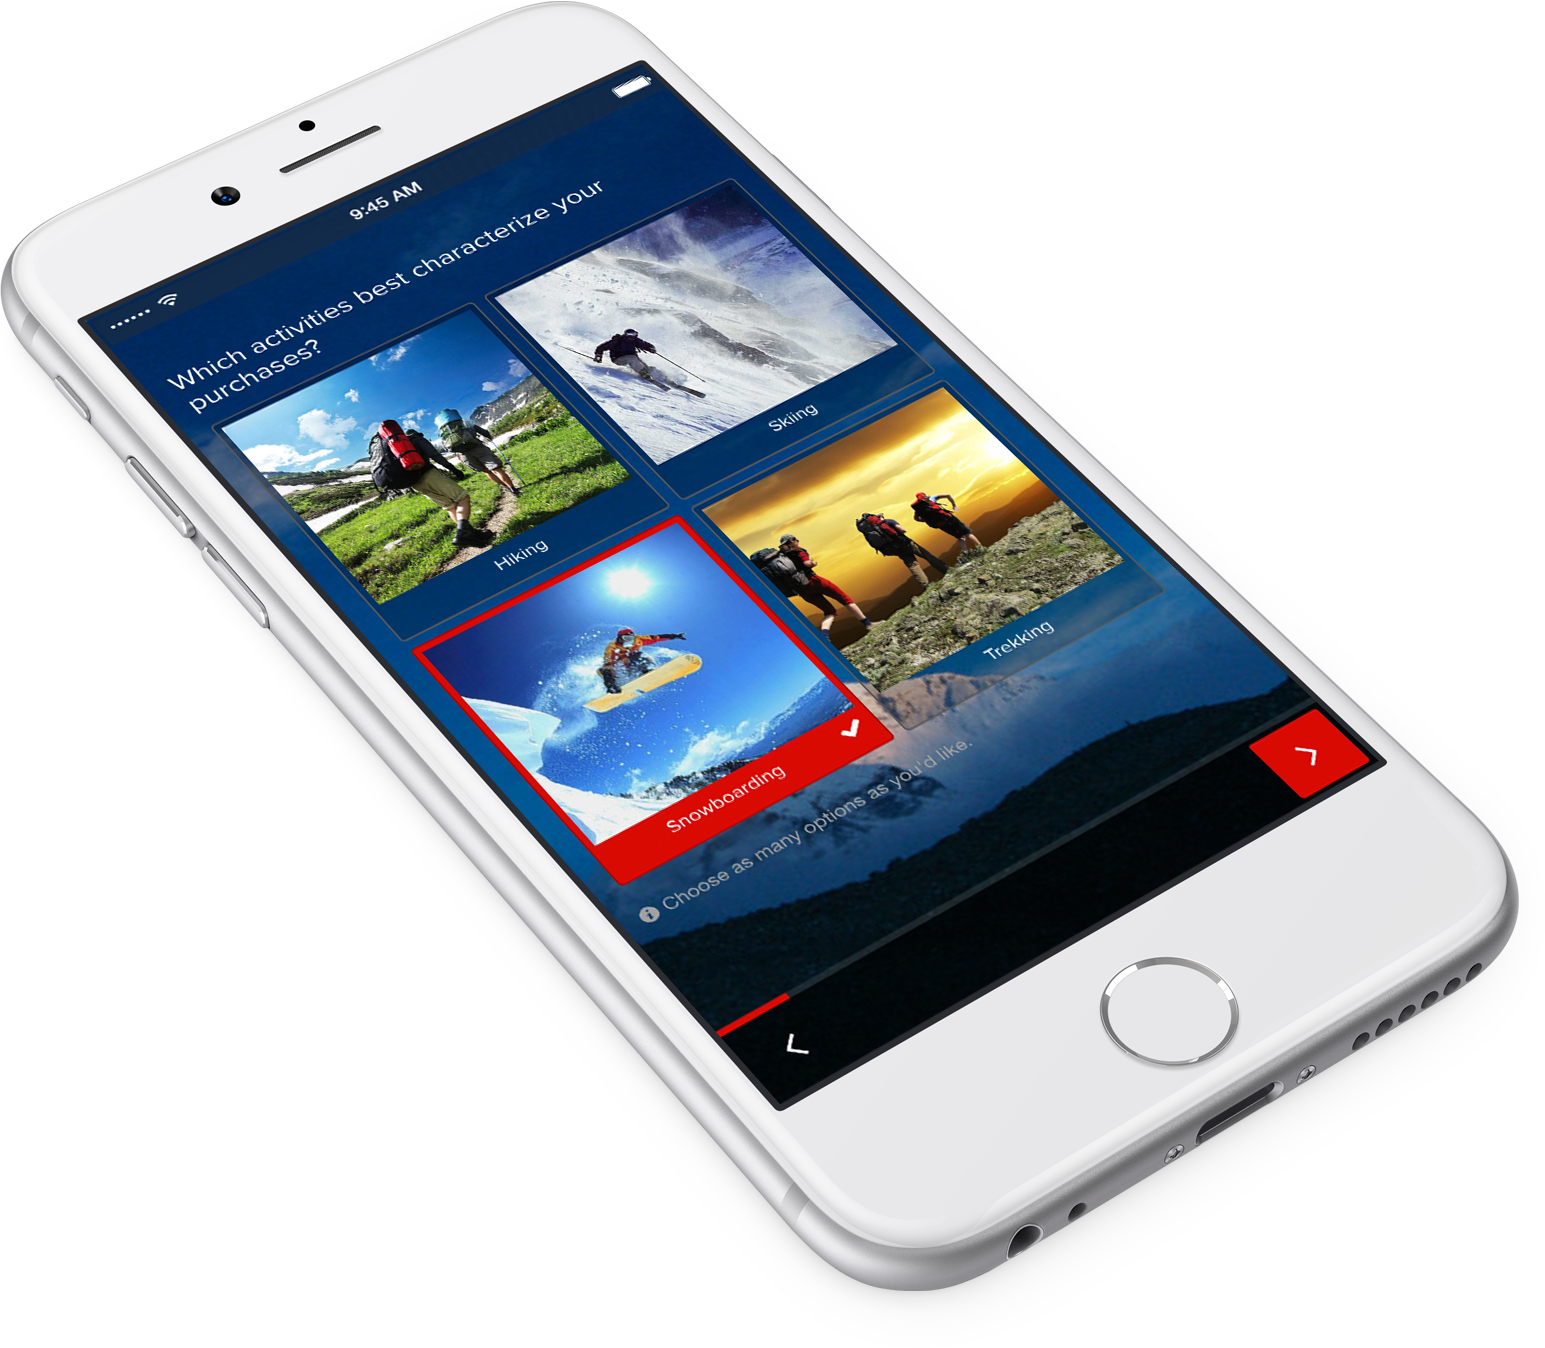 9:45 AM
Which activities best characterize your
purchases?
Hiking
Skiing
Snowboarding
Trekking
Choose as many options as you'd like.